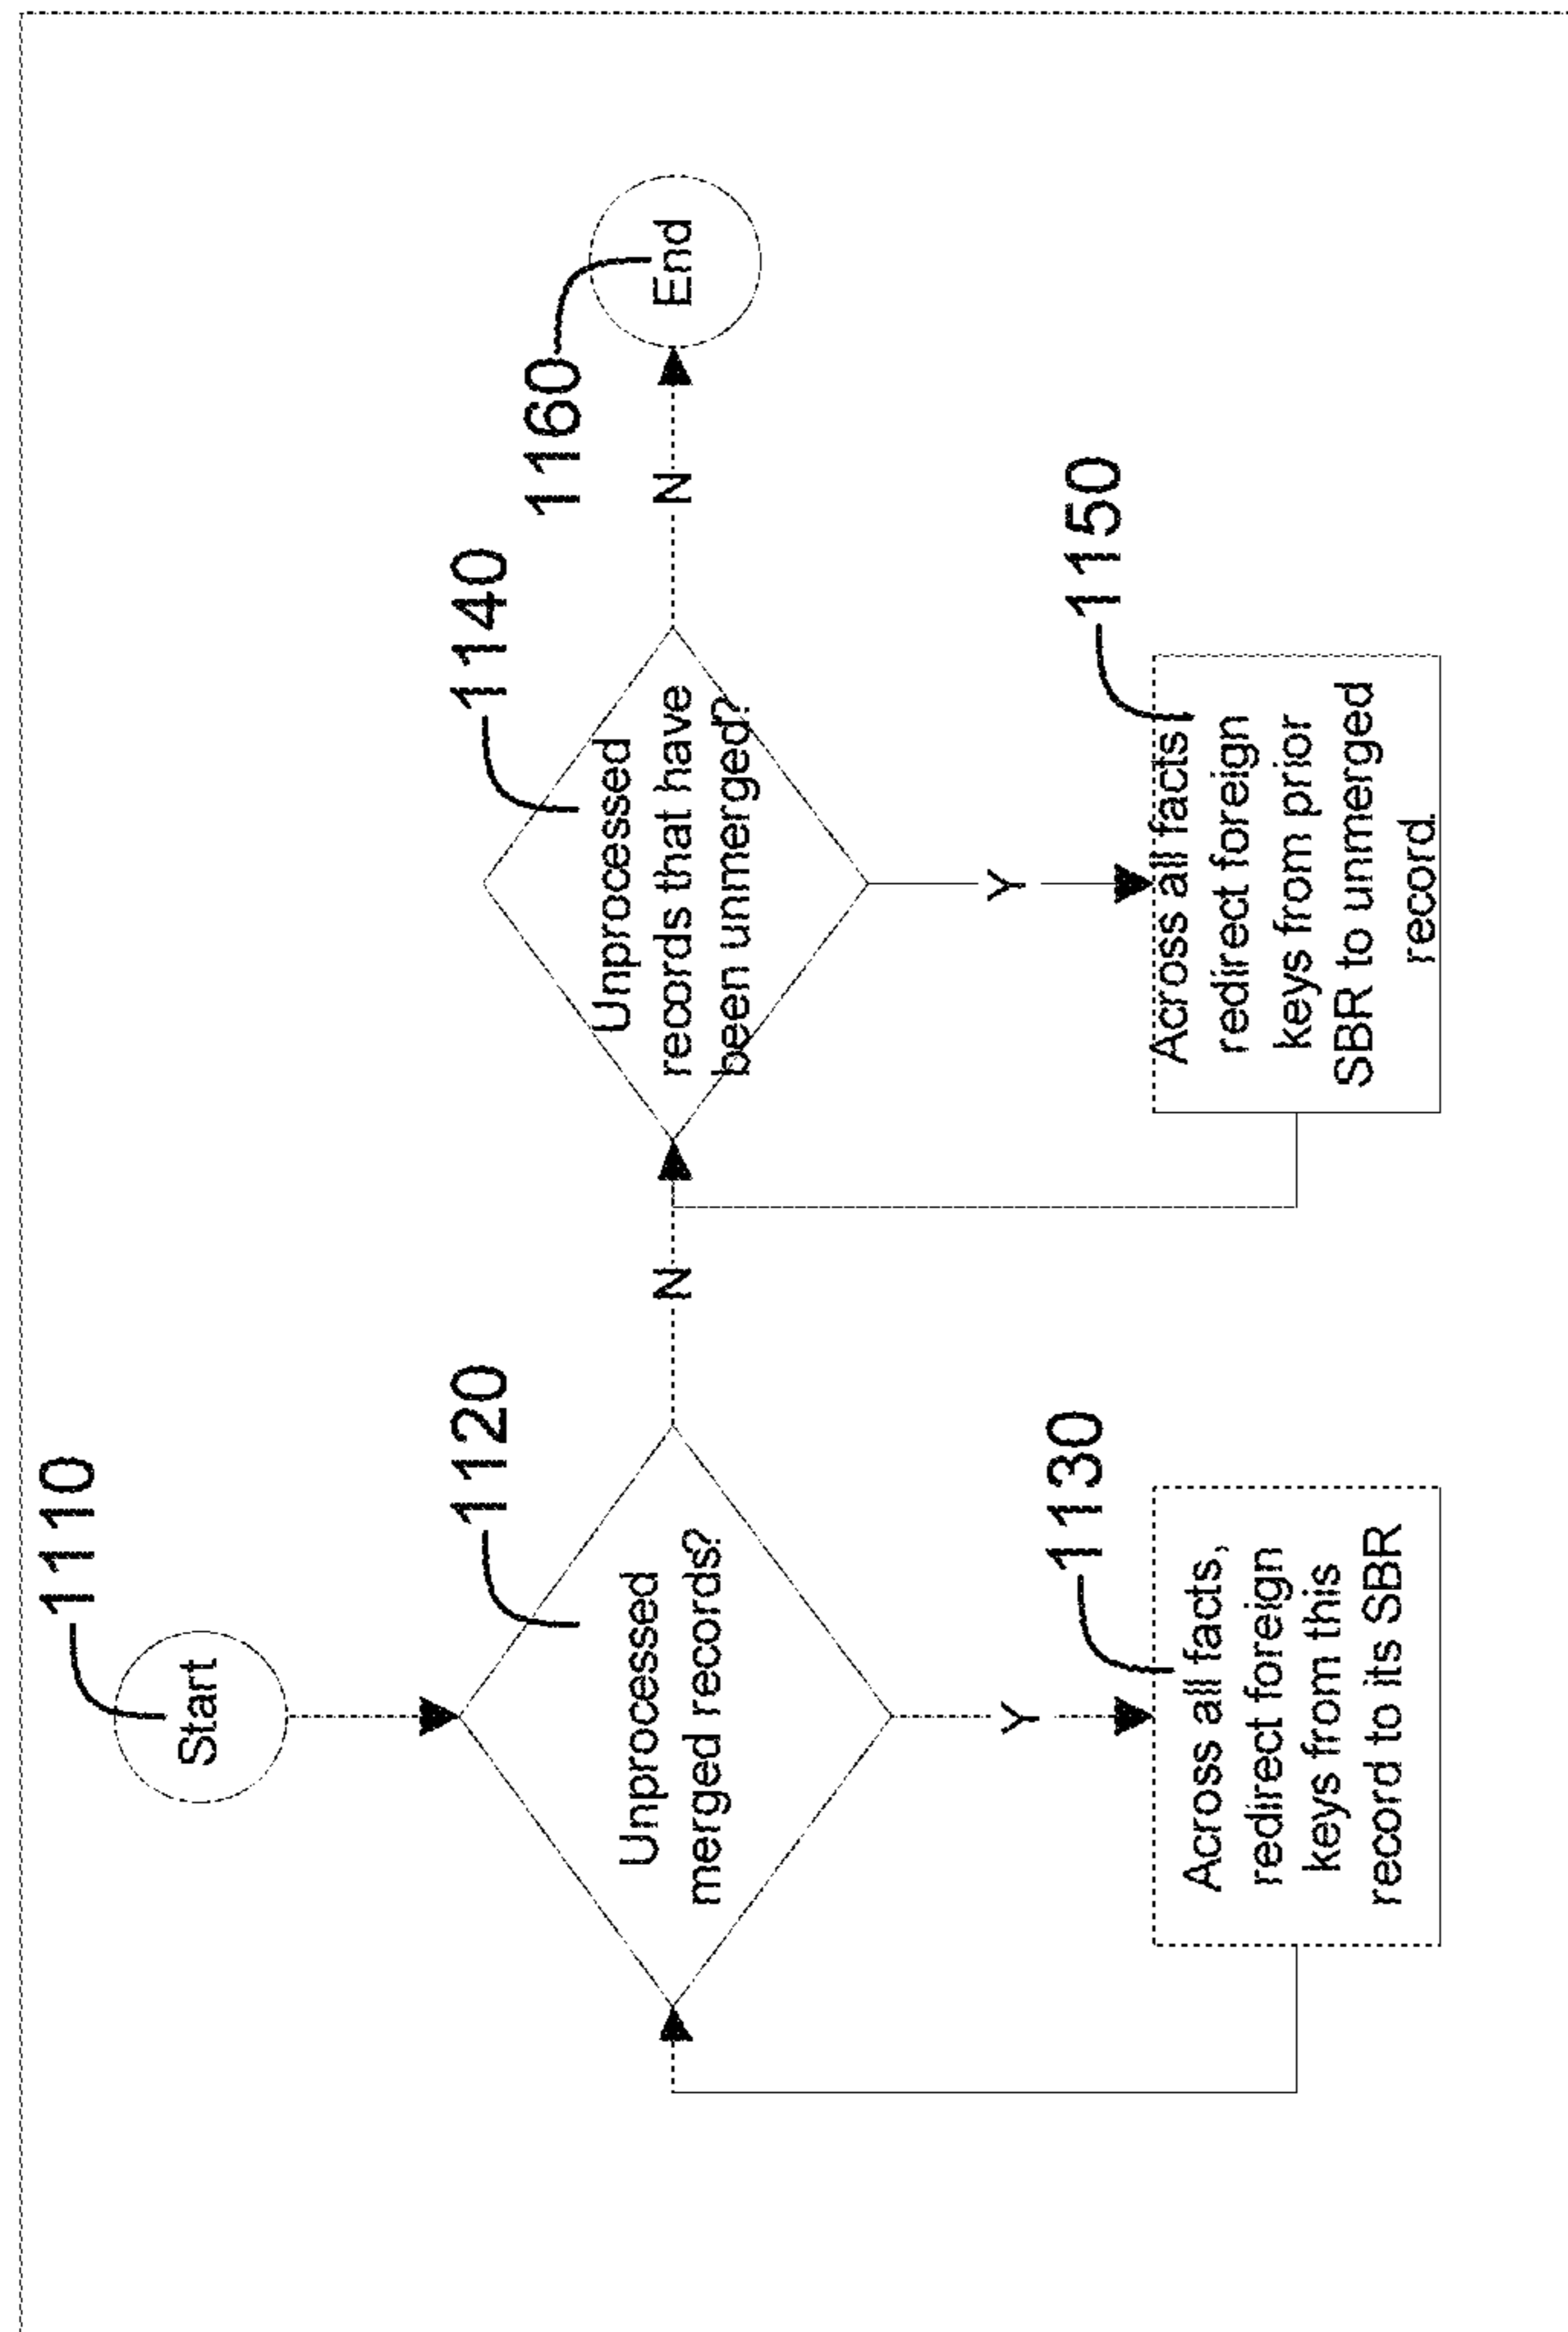 1110
Start
1120
Unprocessed
merged records?
N
Y
1130
Across all facts,
redirect foreign
keys from this
record to its SBR
1140
Unprocessed
records that have
been unmerged?
N
Y
1150
Across all facts
redirect foreign
keys from prior
SBR to unmerged
record.
1160
End